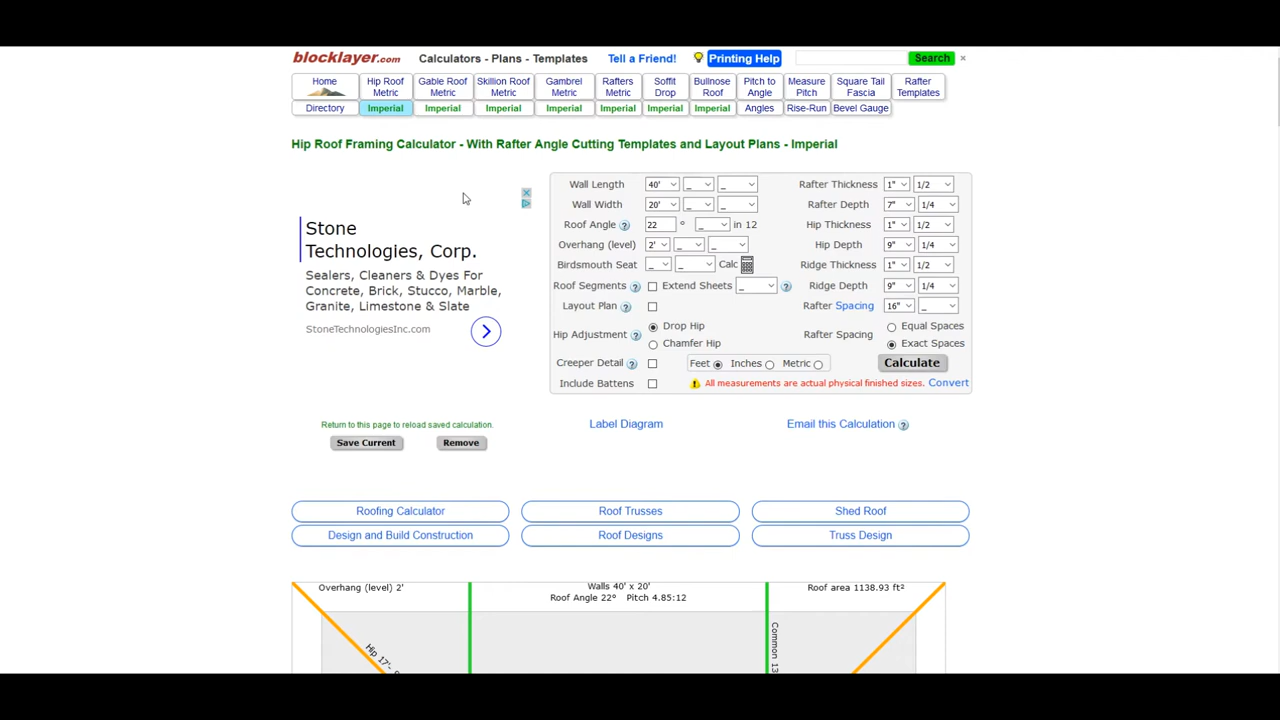 blocklayer.com Calculators - Plans - Templates Tell a Friend! Printing Help Search ×
Home Hip Roof Metric Gable Roof Metric Skillion Roof Metric Gambrel Metric Rafters Metric Soffit Drop Bullnose Roof Pitch to Angle Measure Pitch Square Tail Fascia Rafter Templates
Directory Imperial Imperial Imperial Imperial Imperial Imperial Imperial Angles Rise-Run Bevel Gauge
Hip Roof Framing Calculator - With Rafter Angle Cutting Templates and Layout Plans - Imperial
Stone
Technologies, Corp.
Sealers, Cleaners & Dyes For
Concrete, Brick, Stucco, Marble,
Granite, Limestone & Slate
StoneTechnologiesInc.com
Wall Length 40' _ _ Rafter Thickness 1" 1/2
Wall Width 20' _ _ Rafter Depth 7" 1/4
Roof Angle ? 22 ° _ in 12 Hip Thickness 1" 1/2
Overhang (level) 2' _ _ Hip Depth 9" 1/4
Birdsmouth Seat _ _ Calc Ridge Thickness 1" 1/2
Roof Segments ? Extend Sheets _ ? Ridge Depth 9" 1/4
Layout Plan ? Rafter Spacing 16" _
Hip Adjustment ? Drop Hip Chamfer Hip Rafter Spacing Equal Spaces Exact Spaces
Creeper Detail ? Feet Inches Metric Calculate
Include Battens All measurements are actual physical finished sizes. Convert
Return to this page to reload saved calculation. Label Diagram Email this Calculation ?
Save Current Remove
Roofing Calculator Roof Trusses Shed Roof
Design and Build Construction Roof Designs Truss Design
Overhang (level) 2' Walls 40' x 20' Roof area 1138.93 ft²
Roof Angle 22° Pitch 4.85:12
Hip 17'-
Common 13